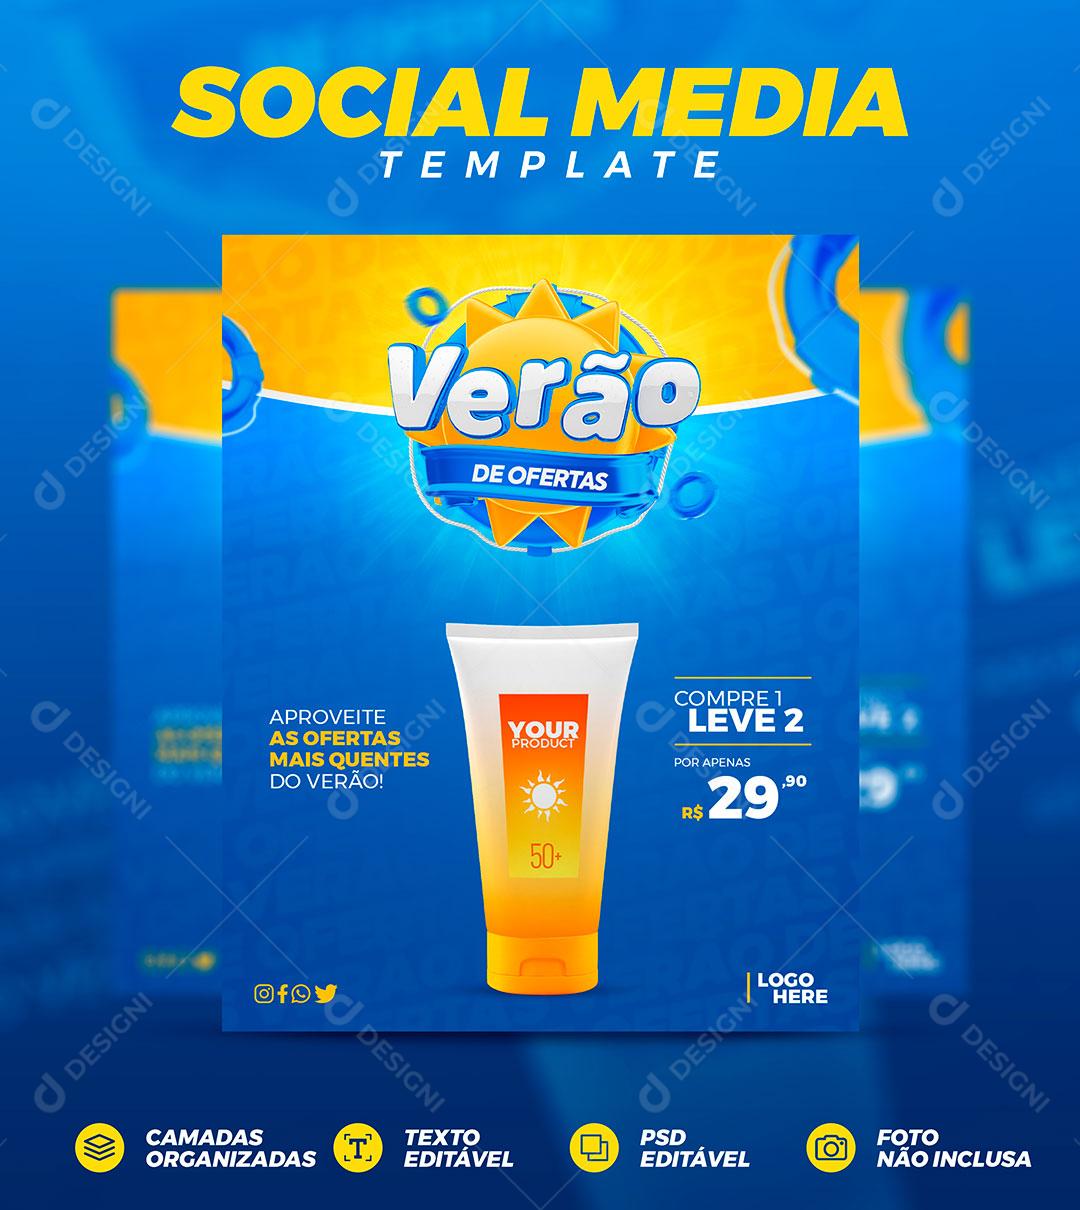 SOCIAL MEDIA
TEMPLATE
Verão
DE OFERTAS
APROVEITE
AS OFERTAS
MAIS QUENTES
DO VERÃO!
YOUR
PRODUCT
50+
COMPRE 1
LEVE 2
POR APENAS
R$ 29,90
LOGO
HERE
CAMADAS
ORGANIZADAS
TEXTO
EDITÁVEL
PSD
EDITÁVEL
FOTO
NÃO INCLUSA
DESIGNI